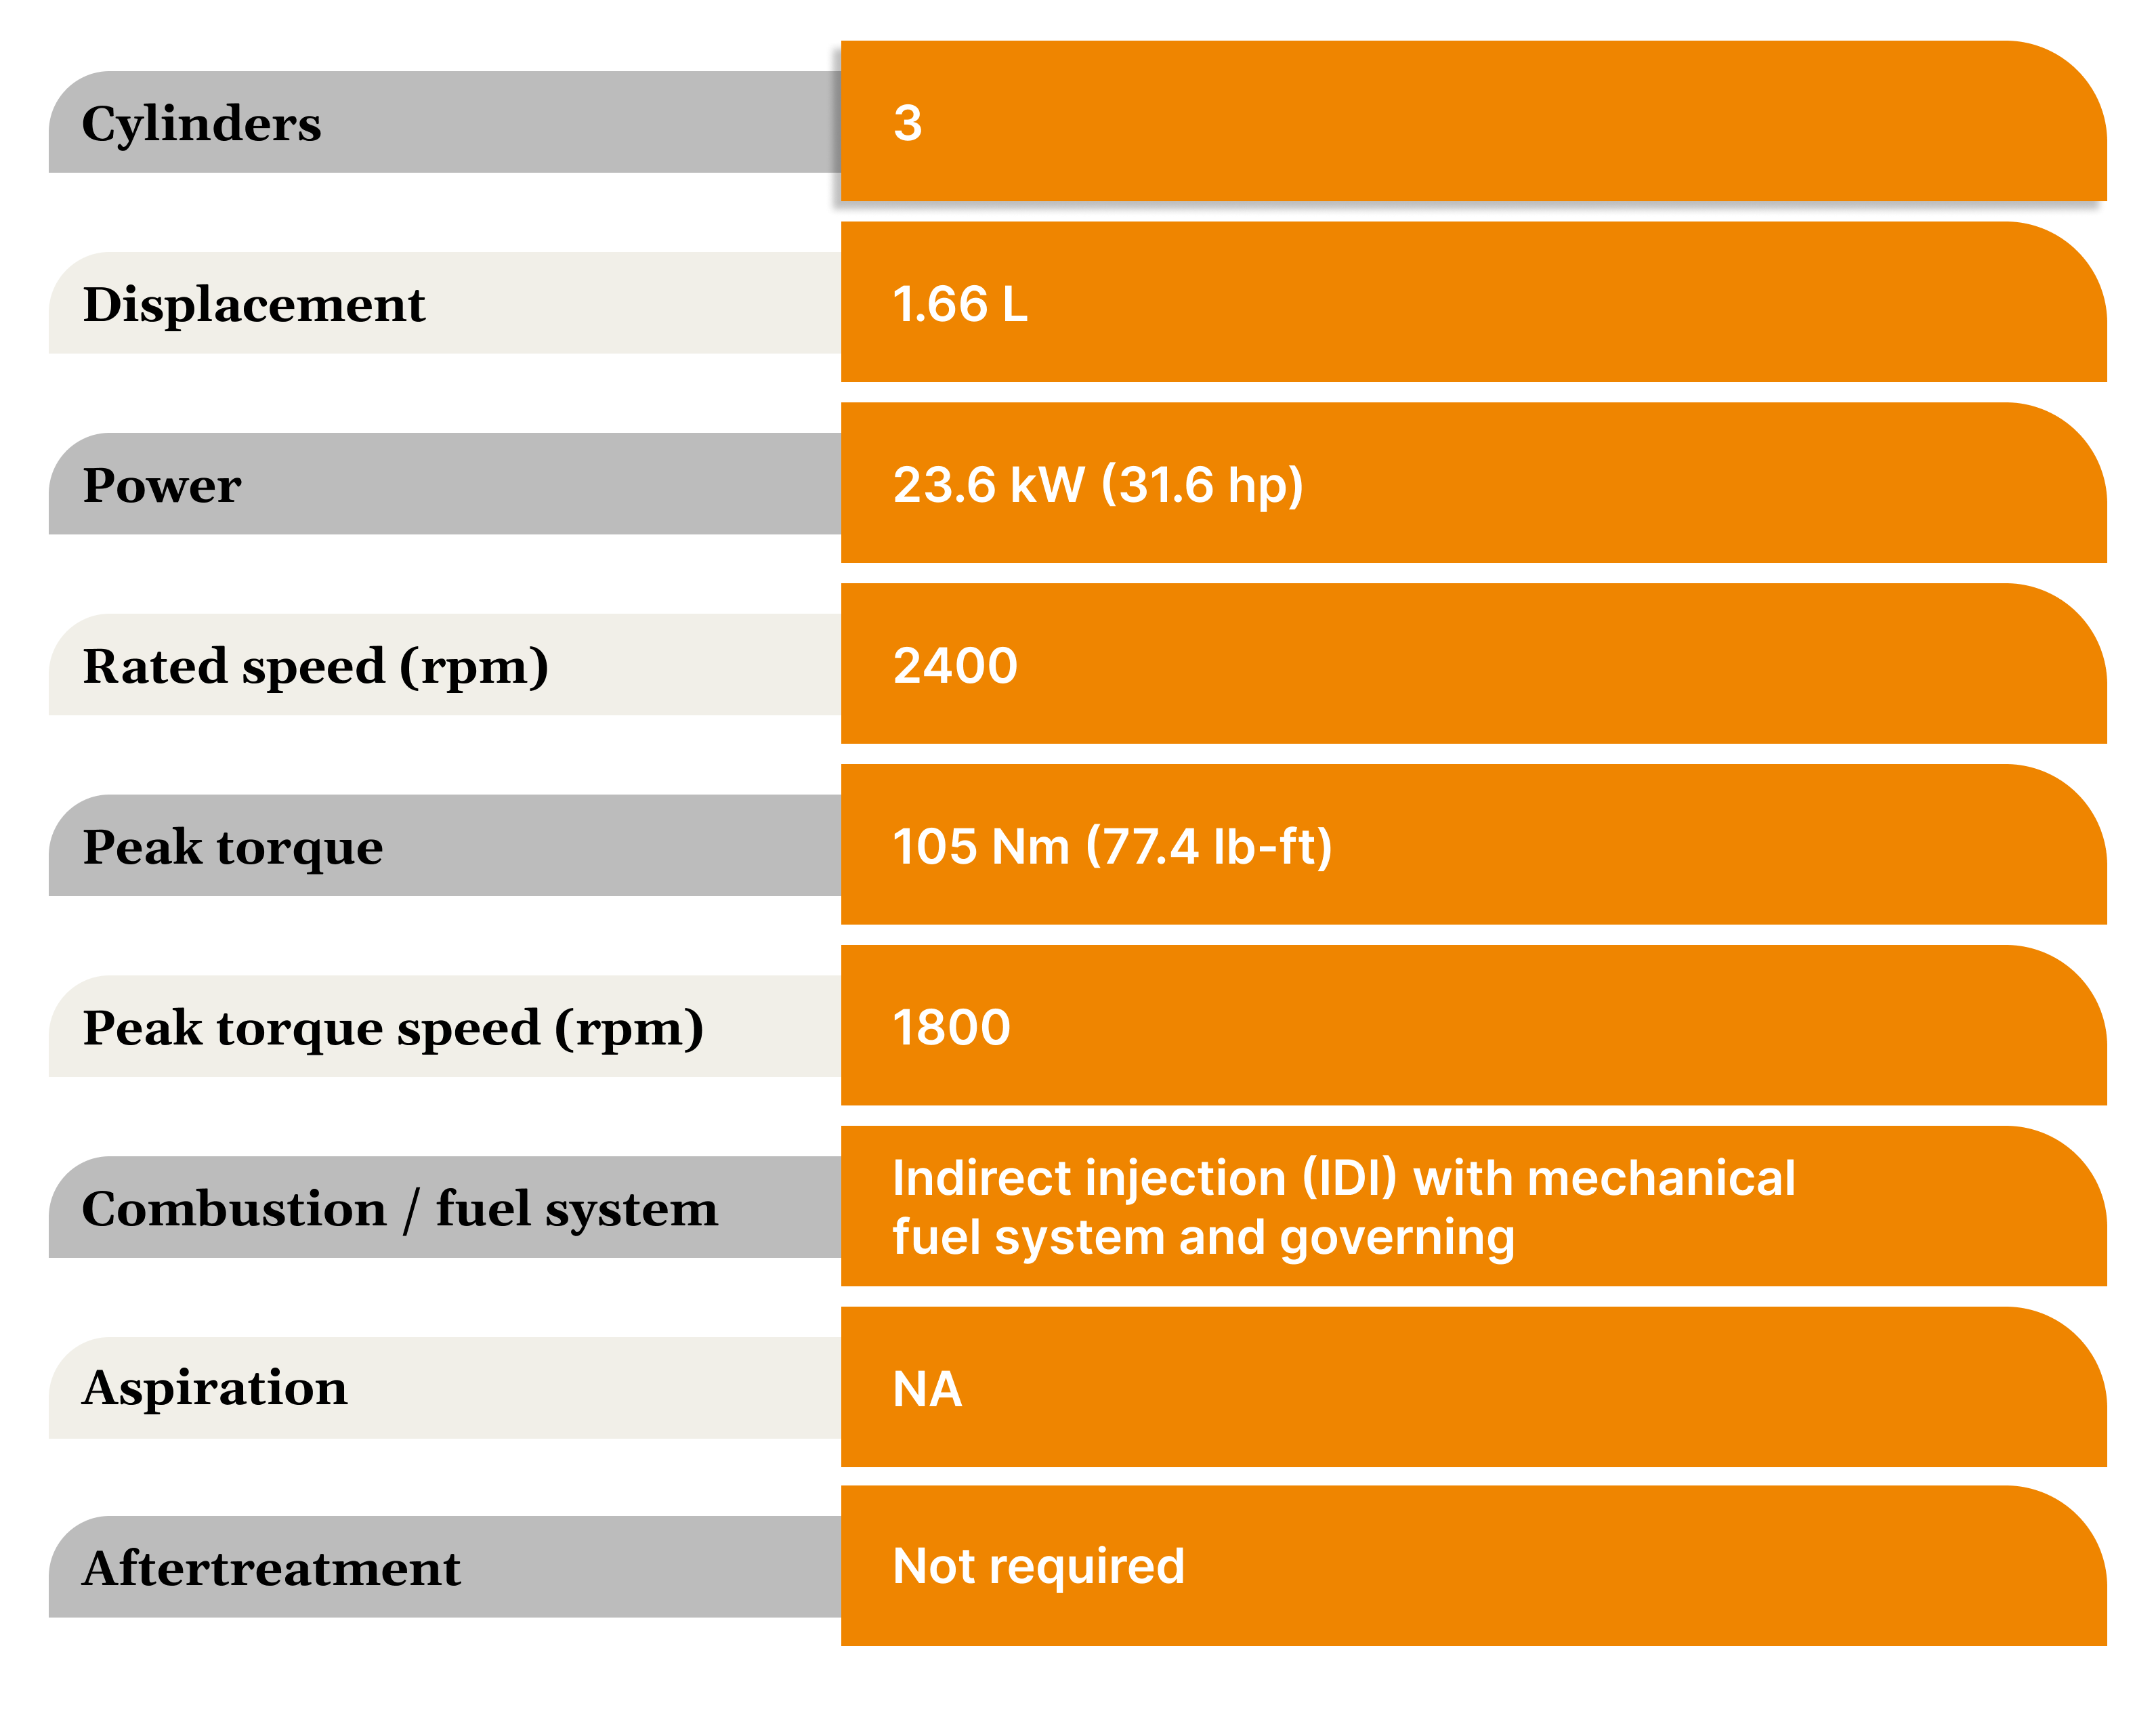 Cylinders
3
Displacement
1.66 L
Power
23.6 kW (31.6 hp)
Rated speed (rpm)
2400
Peak torque
105 Nm (77.4 lb-ft)
Peak torque speed (rpm)
1800
Combustion / fuel system
Indirect injection (IDI) with mechanical
fuel system and governing
Aspiration
NA
Aftertreatment
Not required